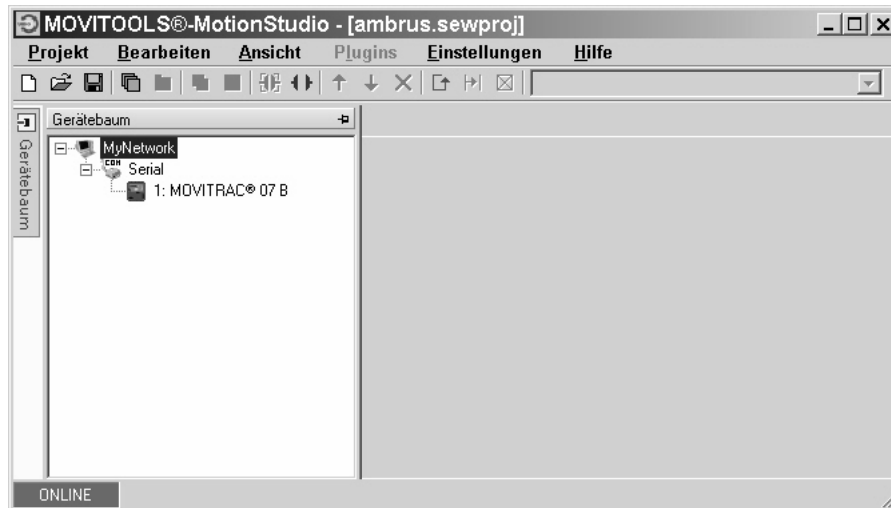 MOVITOOLS®-MotionStudio - [ambrus.sewproj]
Projekt Bearbeiten Ansicht Plugins Einstellungen Hilfe
Gerätebaum
Gerätebaum
MyNetwork
COM
Serial
1: MOVITRAC® 07 B
ONLINE